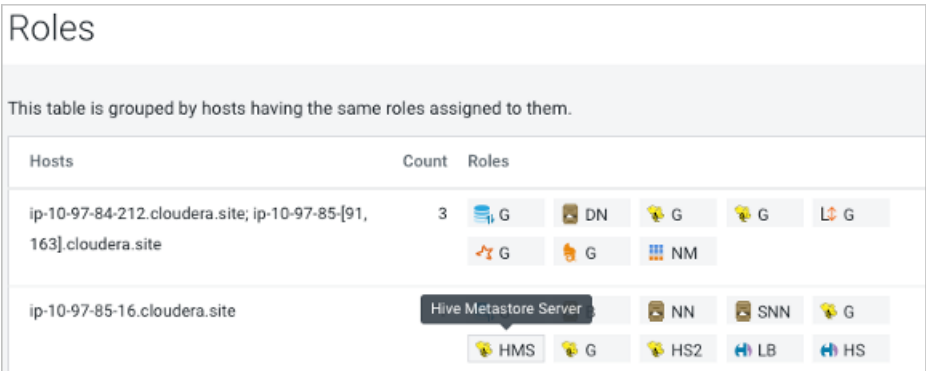 Roles
This table is grouped by hosts having the same roles assigned to them.
Hosts Count Roles
ip-10-97-84-212.cloudera.site; ip-10-97-85-[91, 3 G DN G G G
163].cloudera.site G G NM
ip-10-97-85-16.cloudera.site Hive Metastore Server NN SNN G
HMS G HS2 LB HS